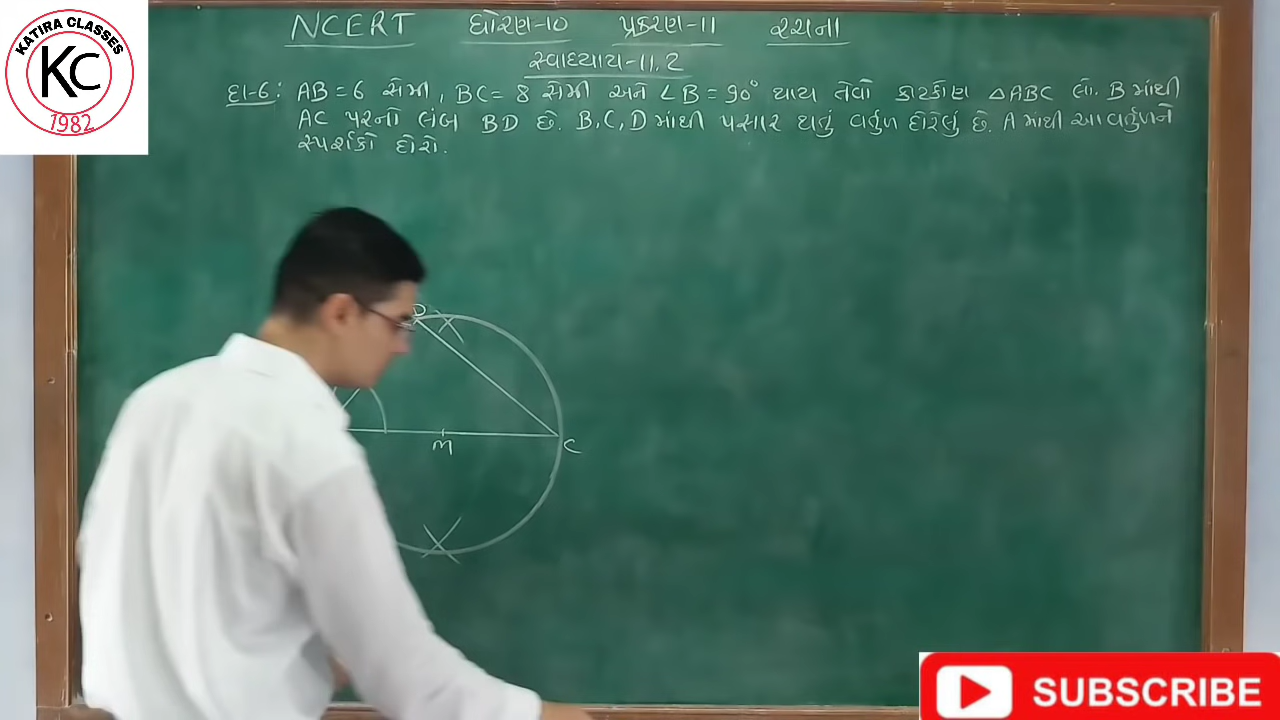 KATIRA CLASSES
KC
1982
NCERT ધોરણ-૧૦ પ્રકરણ-11 રચના
સ્વાધ્યાય-11.2
દા-6: AB = 6 સેમી, BC = 8 સેમી અને ∠B = 90° થાય તેવો કાટકોણ △ABC લો. B માંથી
AC પરનો લંબ BD છે. B, C, D માંથી પસાર થતું વર્તુળ દોરેલું છે. A માંથી આ વર્તુળને
સ્પર્શકો દોરો.
D
M
C
SUBSCRIBE